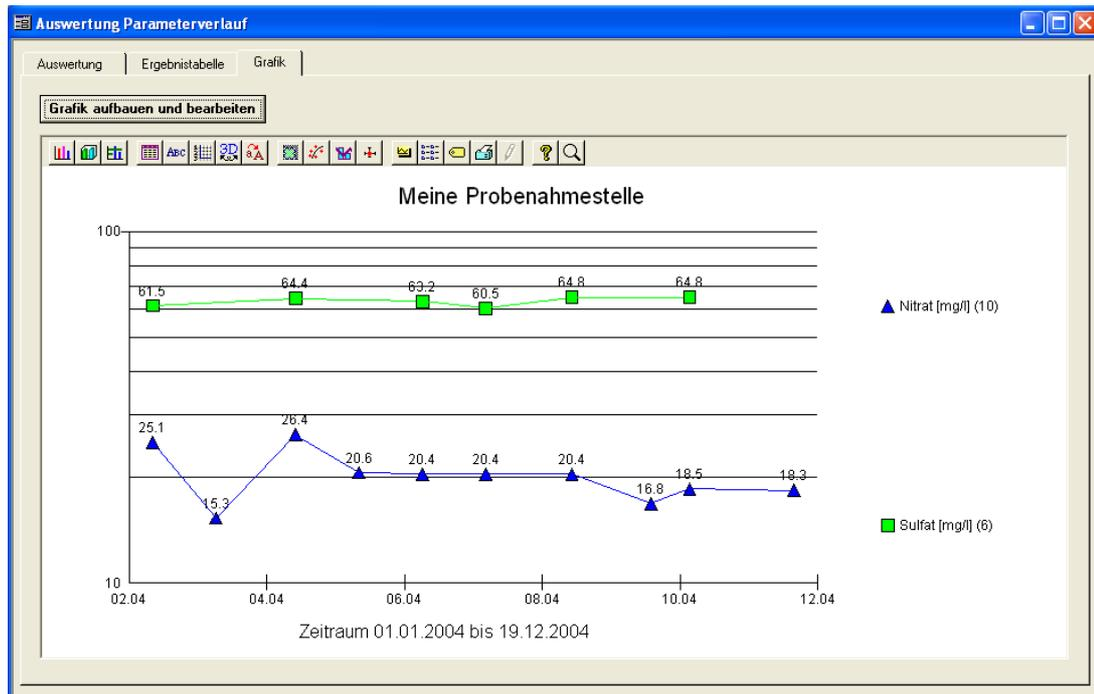 Auswertung Parameterverlauf
Auswertung Ergebnistabelle Grafik
Grafik aufbauen und bearbeiten
ABC 3D aA
Meine Probenahmestelle
100
61.5 64.4 63.2 60.5 64.8 64.8
Nitrat [mg/l] (10)
25.1 15.3 26.4 20.6 20.4 20.4 20.4 16.8 18.5 18.3
Sulfat [mg/l] (6)
10
02.04 04.04 06.04 08.04 10.04 12.04
Zeitraum 01.01.2004 bis 19.12.2004